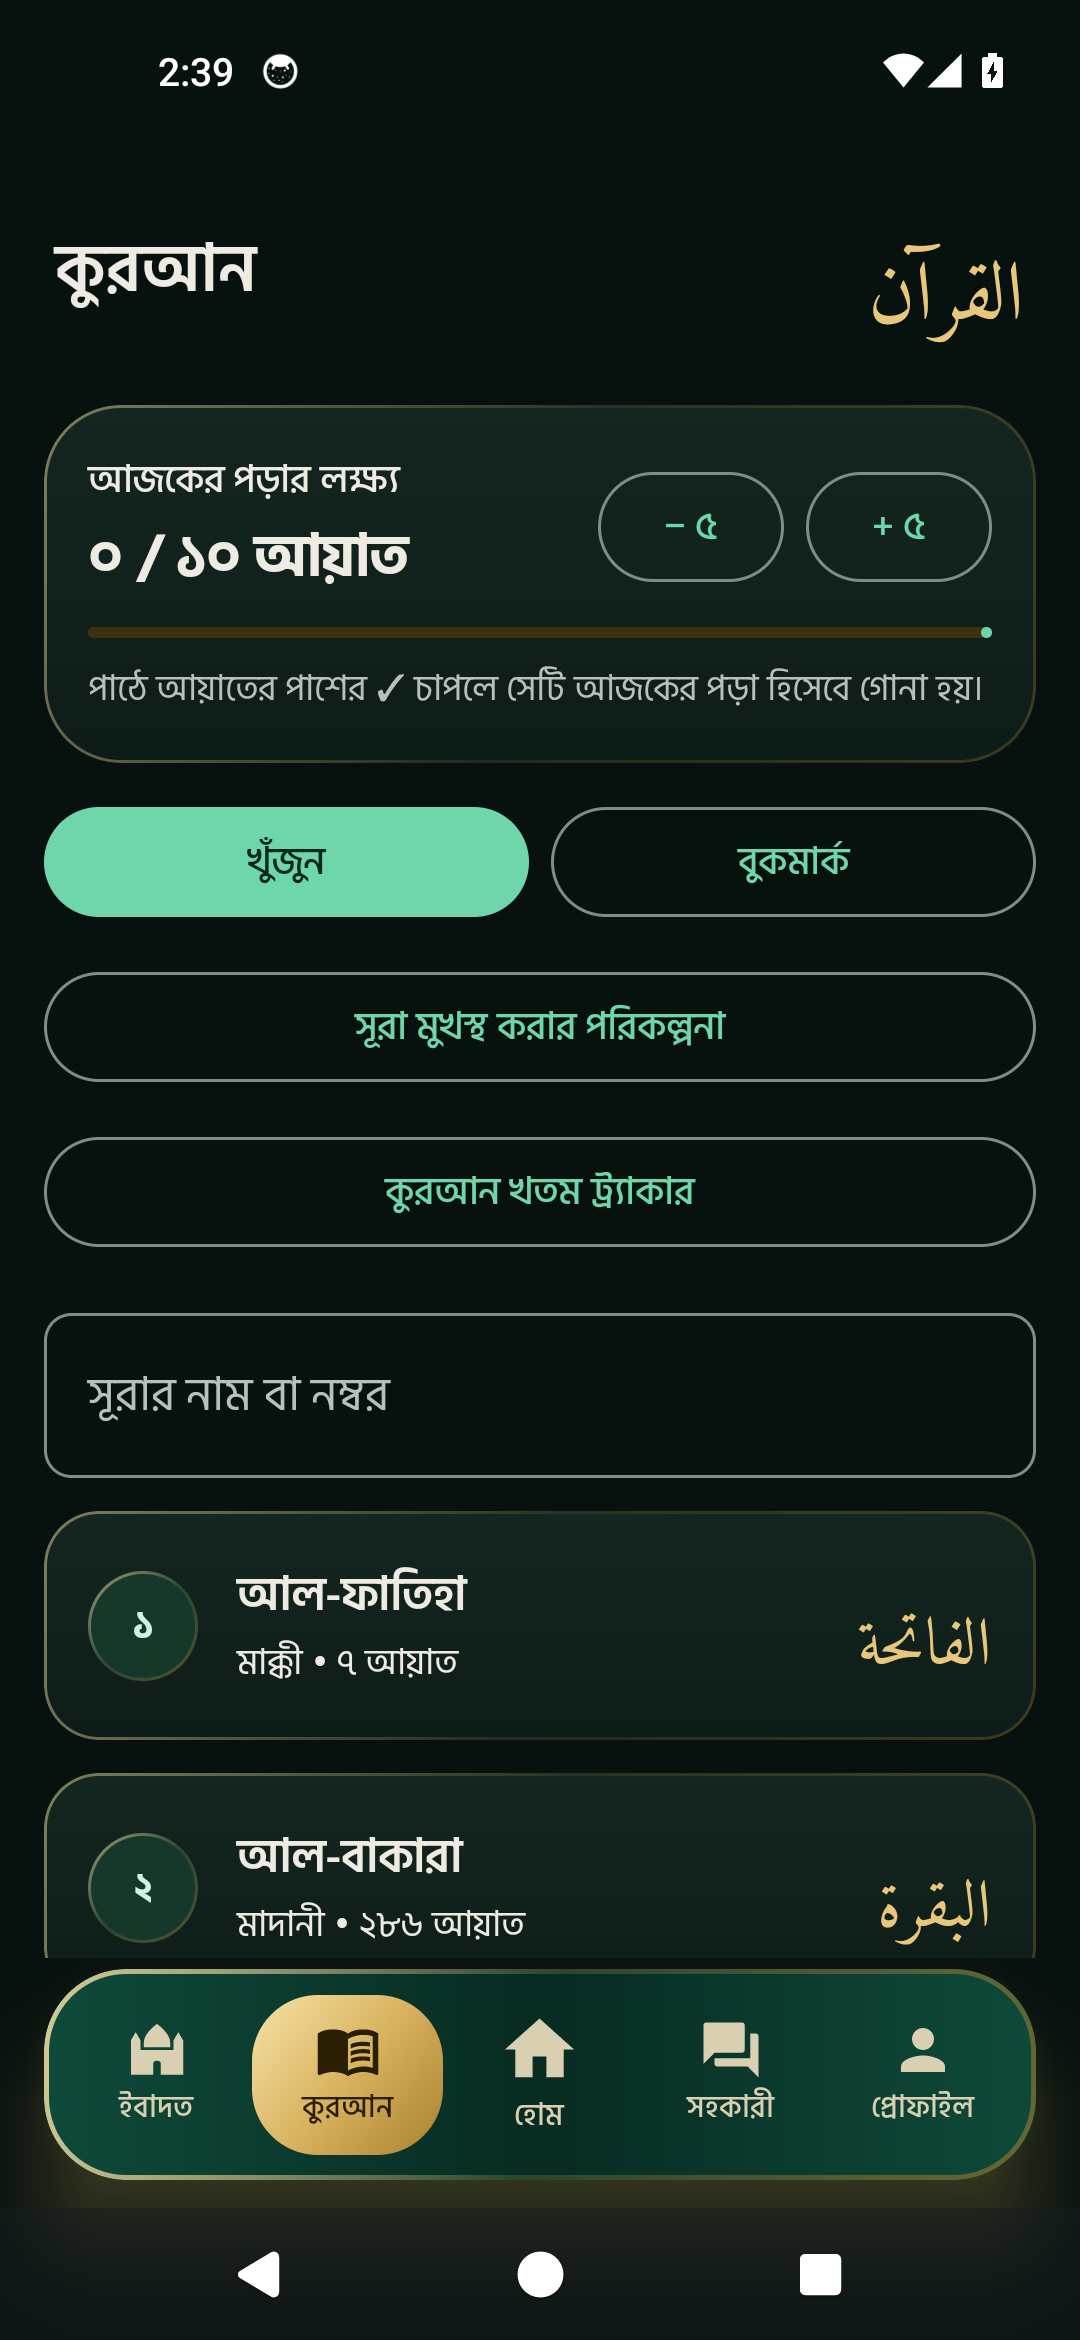 2:39
কুরআন
القرآن
আজকের পড়ার লক্ষ্য
০ / ১০ আয়াত
− ৫
+ ৫
পাঠে আয়াতের পাশের ✓ চাপলে সেটি আজকের পড়া হিসেবে গোনা হয়।
খুঁজুন
বুকমার্ক
সূরা মুখস্থ করার পরিকল্পনা
কুরআন খতম ট্র্যাকার
সূরার নাম বা নম্বর
১
আল-ফাতিহা
মাক্কী • ৭ আয়াত
الفاتحة
২
আল-বাকারা
মাদানী • ২৮৬ আয়াত
البقرة
ইবাদত
কুরআন
হোম
সহকারী
প্রোফাইল